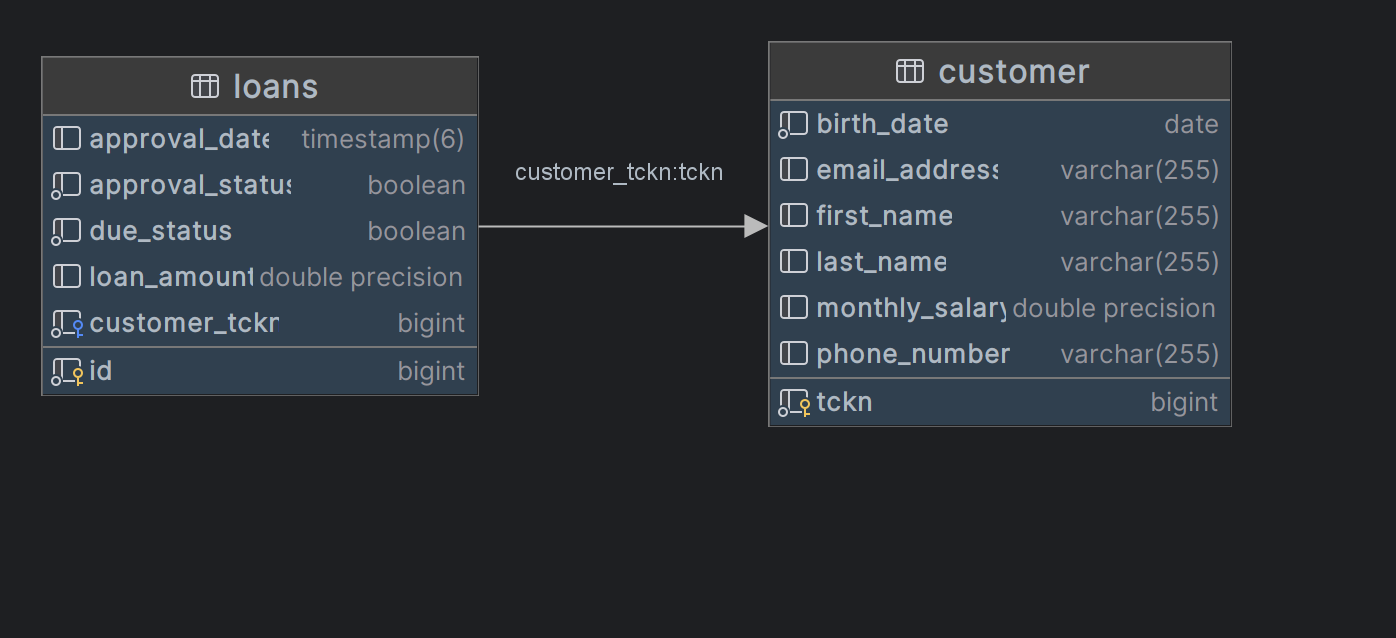 loans
approval_date timestamp(6)
approval_status boolean
due_status boolean
loan_amount double precision
customer_tckn bigint
id bigint
customer_tckn:tckn
customer
birth_date date
email_address varchar(255)
first_name varchar(255)
last_name varchar(255)
monthly_salary double precision
phone_number varchar(255)
tckn bigint